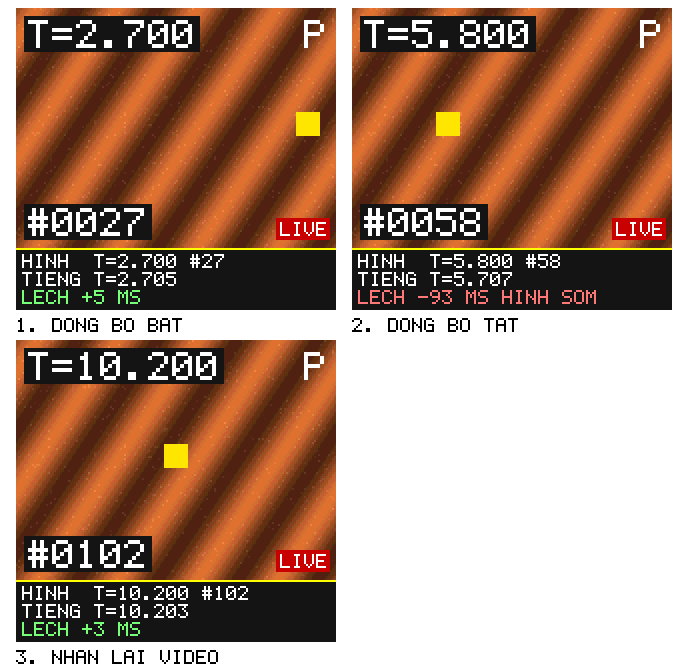 T=2.700 P
#0027 LIVE
HINH T=2.700 #27
TIENG T=2.705
LECH +5 MS
1. DONG BO BAT
T=5.800 P
#0058 LIVE
HINH T=5.800 #58
TIENG T=5.707
LECH -93 MS HINH SOM
2. DONG BO TAT
T=10.200 P
#0102 LIVE
HINH T=10.200 #102
TIENG T=10.203
LECH +3 MS
3. NHAN LAI VIDEO